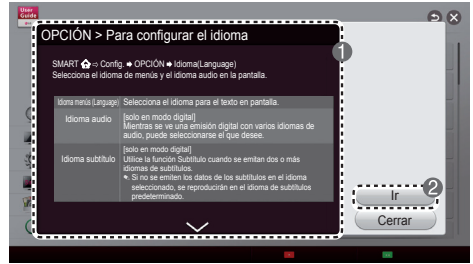 User
Guide
OPCIÓN > Para configurar el idioma
1
SMART ⇨ Config. ➡ OPCIÓN ➡ Idioma(Language)
Selecciona el idioma de menús y el idioma audio en la pantalla.
Idioma menús (Language) Selecciona el idioma para el texto en pantalla.
Idioma audio
[solo en modo digital]
Mientras se ve una emisión digital con varios idiomas de
audio, puede seleccionarse el que desee.
Idioma subtítulo
[solo en modo digital]
Utilice la función Subtítulo cuando se emitan dos o más
idiomas de subtítulos.
Si no se emiten los datos de los subtítulos en el idioma
seleccionado, se reproducirán en el idioma de subtítulos
predeterminado.
2
Ir
Cerrar